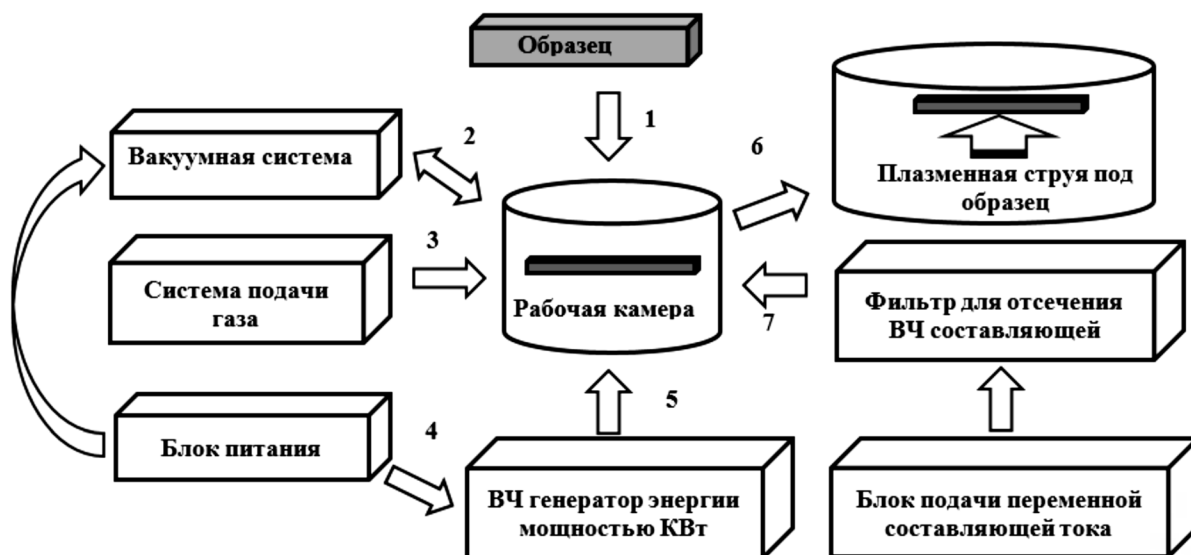 Образец
1
2
Вакуумная система
6
Плазменная струя под
образец
3
Система подачи
газа
Рабочая камера
7
Фильтр для отсечения
ВЧ составляющей
4
5
Блок питания
ВЧ генератор энергии
мощностью КВт
Блок подачи переменной
составляющей тока